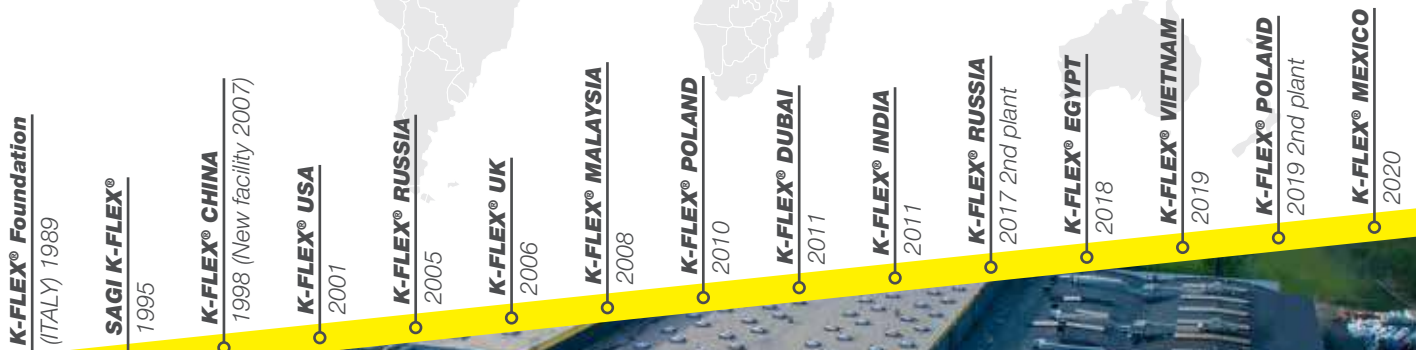 K-FLEX® Foundation
(ITALY) 1989
SAGI K-FLEX®
1995
K-FLEX® CHINA
1998 (New facility 2007)
K-FLEX® USA
2001
K-FLEX® RUSSIA
2005
K-FLEX® UK
2006
K-FLEX® MALAYSIA
2008
K-FLEX® POLAND
2010
K-FLEX® DUBAI
2011
K-FLEX® INDIA
2011
K-FLEX® RUSSIA
2017 2nd plant
K-FLEX® EGYPT
2018
K-FLEX® VIETNAM
2019
K-FLEX® POLAND
2019 2nd plant
K-FLEX® MEXICO
2020